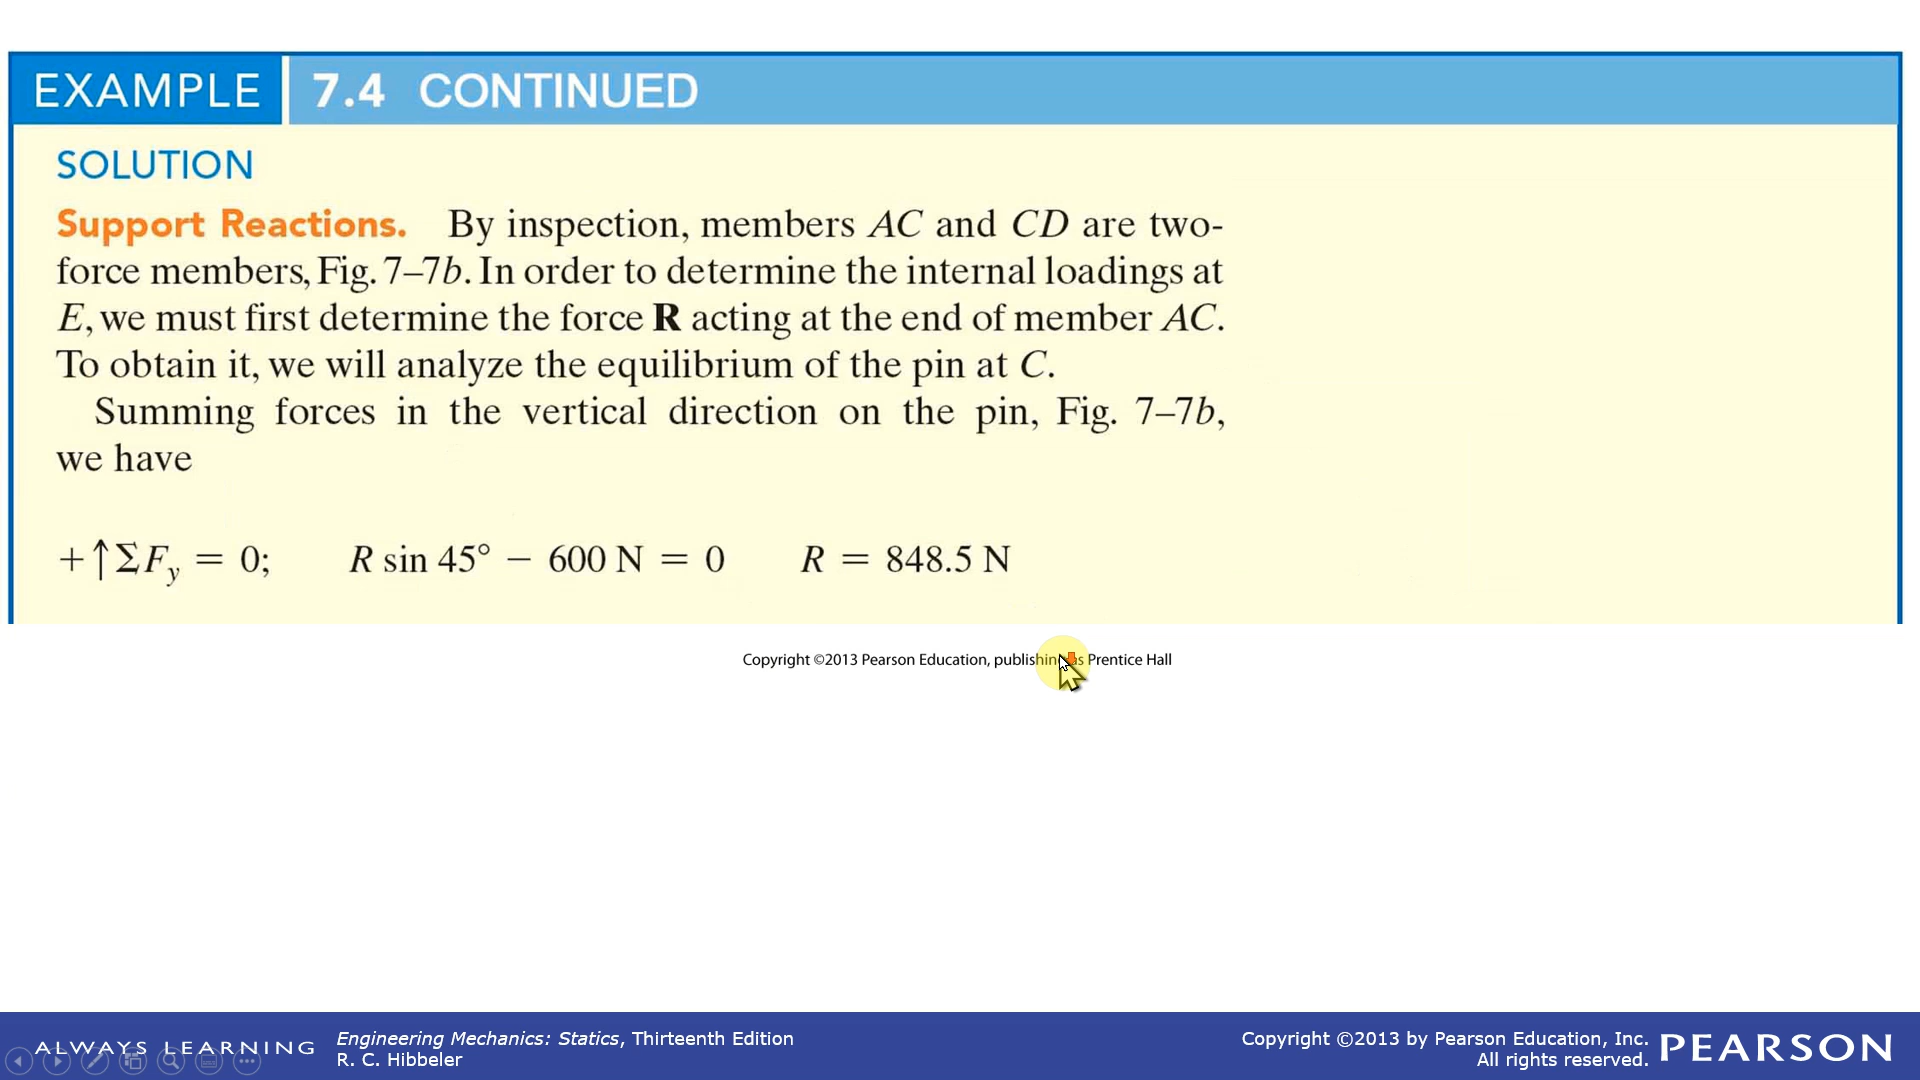 EXAMPLE 7.4 CONTINUED
SOLUTION
Support Reactions. By inspection, members AC and CD are two-
force members, Fig. 7–7b. In order to determine the internal loadings at
E, we must first determine the force R acting at the end of member AC.
To obtain it, we will analyze the equilibrium of the pin at C.
Summing forces in the vertical direction on the pin, Fig. 7–7b,
we have
+↑ΣFy = 0; R sin 45° − 600 N = 0 R = 848.5 N
Copyright ©2013 Pearson Education, publishing as Prentice Hall
ALWAYS LEARNING
Engineering Mechanics: Statics, Thirteenth Edition
R. C. Hibbeler
Copyright ©2013 by Pearson Education, Inc.
All rights reserved.
PEARSON